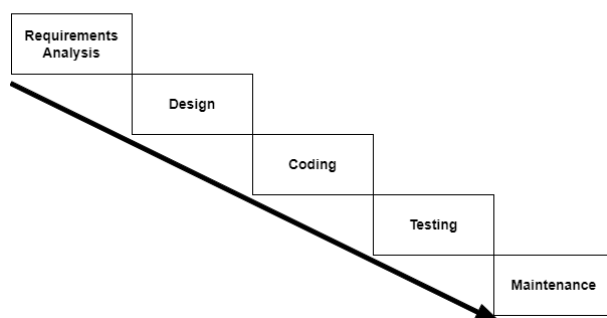 Requirements
Analysis
Design
Coding
Testing
Maintenance